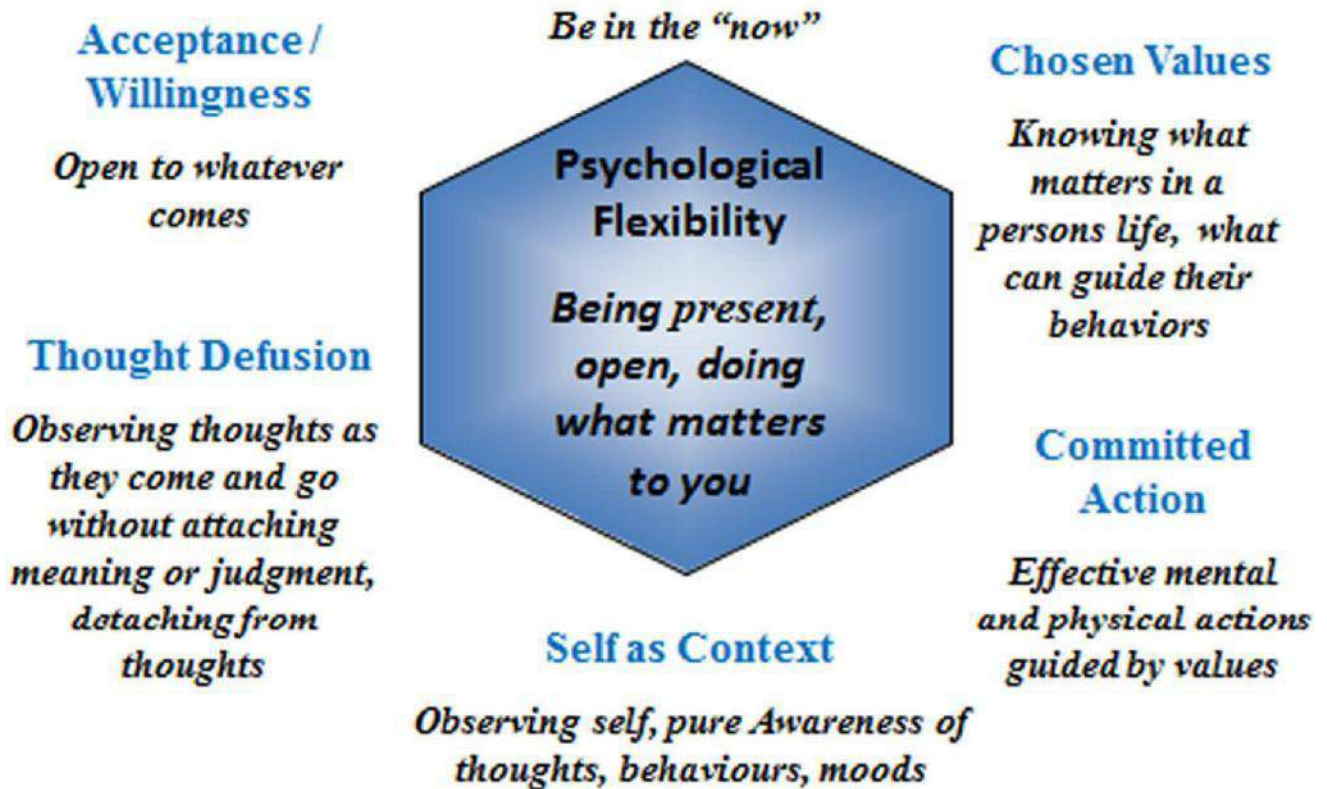 Be in the “now”
Acceptance /
Willingness
Open to whatever
comes
Thought Defusion
Observing thoughts as
they come and go
without attaching
meaning or judgment,
detaching from
thoughts
Psychological
Flexibility
Being present,
open, doing
what matters
to you
Chosen Values
Knowing what
matters in a
persons life, what
can guide their
behaviors
Committed
Action
Effective mental
and physical actions
guided by values
Self as Context
Observing self, pure Awareness of
thoughts, behaviours, moods